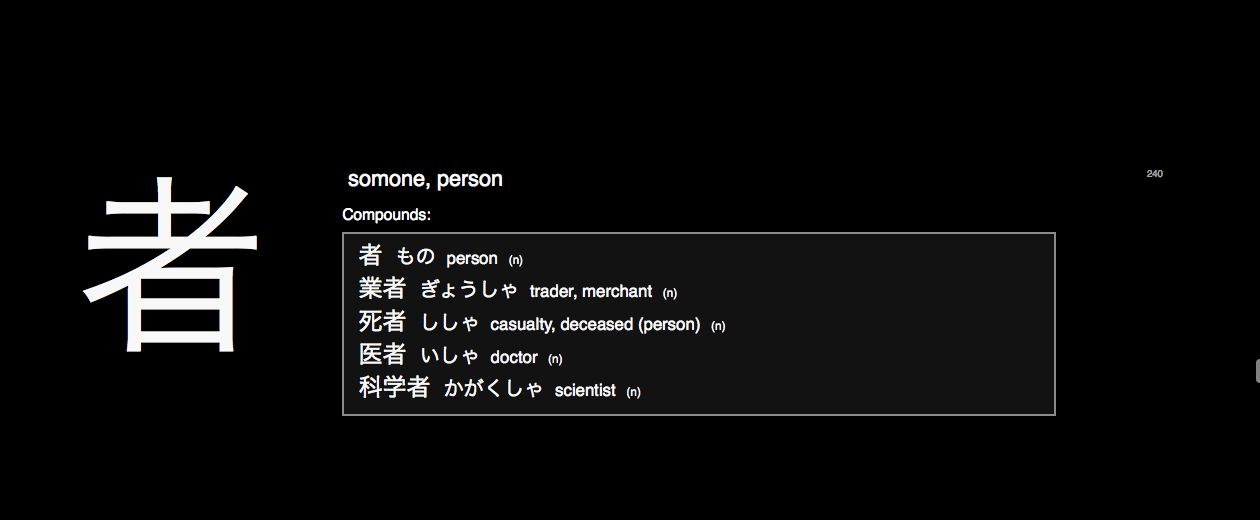 者
somone, person
240
Compounds:
者 もの person (n)
業者 ぎょうしゃ trader, merchant (n)
死者 ししゃ casualty, deceased (person) (n)
医者 いしゃ doctor (n)
科学者 かがくしゃ scientist (n)